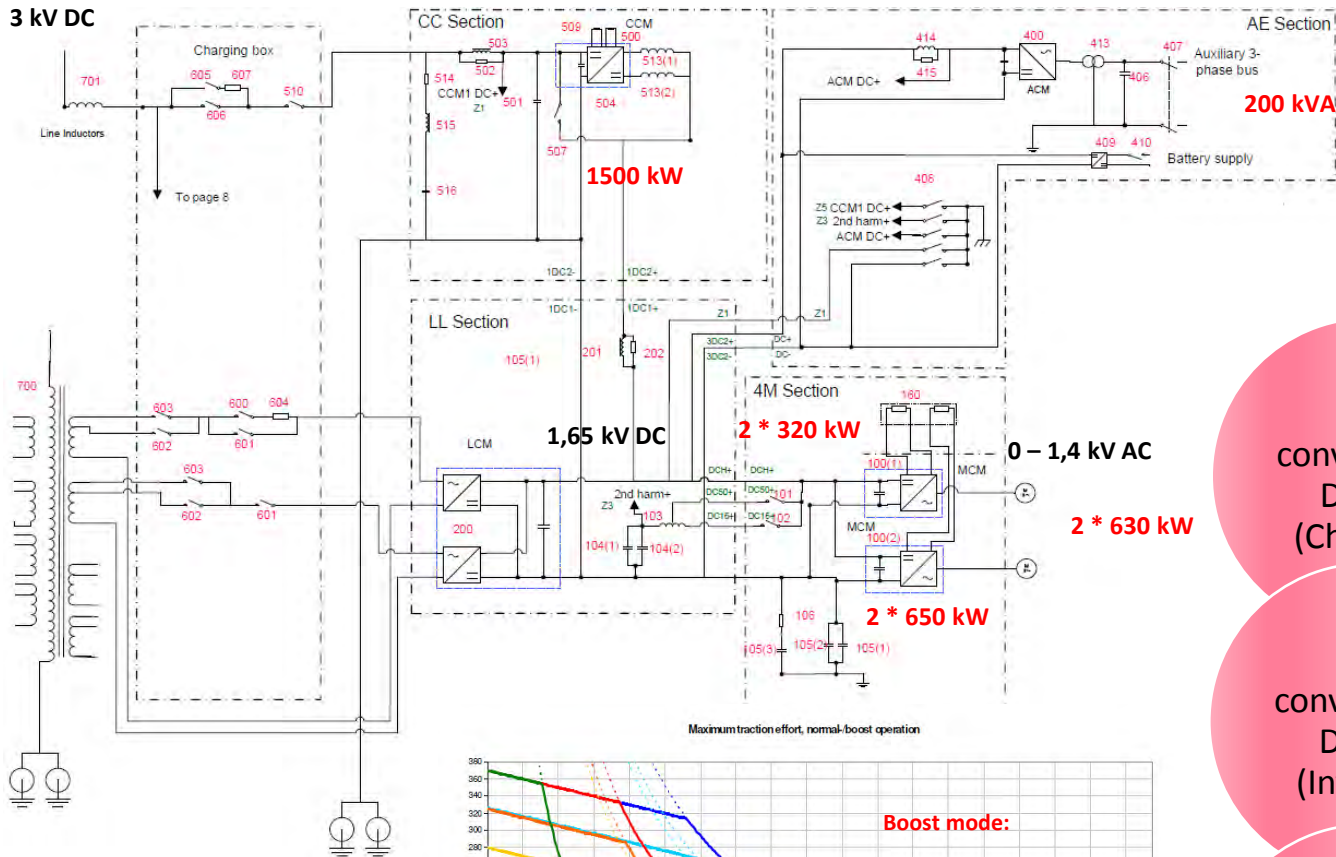 3 kV DC
CC Section
509
CCM
500
AE Section
Charging box
503
502
513(1)
513(2)
514
CCM1 DC+
Z1
501
504
515
507
516
1500 kW
414
415
ACM DC+
400
ACM
413
407
406
Auxiliary 3-
phase bus
200 kVA
409
410
Battery supply
701
605
607
510
606
Line Inductors
To page 8
408
Z5 CCM1 DC+
Z3 2nd harm+
ACM DC+
1DC2-
1DC2+
1DC1-
1DC1+
LL Section
Z1
Z1
3DC2+
3DC2-
DC+
DC-
105(1)
201
202
700
603
600
604
602
601
603
602
601
LCM
200
1,65 kV DC
4M Section
2 * 320 kW
160
0 – 1,4 kV AC
DCH+
DCH+
100(1)
MCM
2nd harm+
Z3
103
DC50+
DC50+
101
DC16+
DC16+
102
104(1)
104(2)
MCM
100(2)
2 * 630 kW
2 * 650 kW
106
105(3)
105(2)
105(1)
conv
D
(Ch
conv
D
(In
Maximum traction effort, normal-/boost operation
380
360
340
320
300
280
Boost mode: